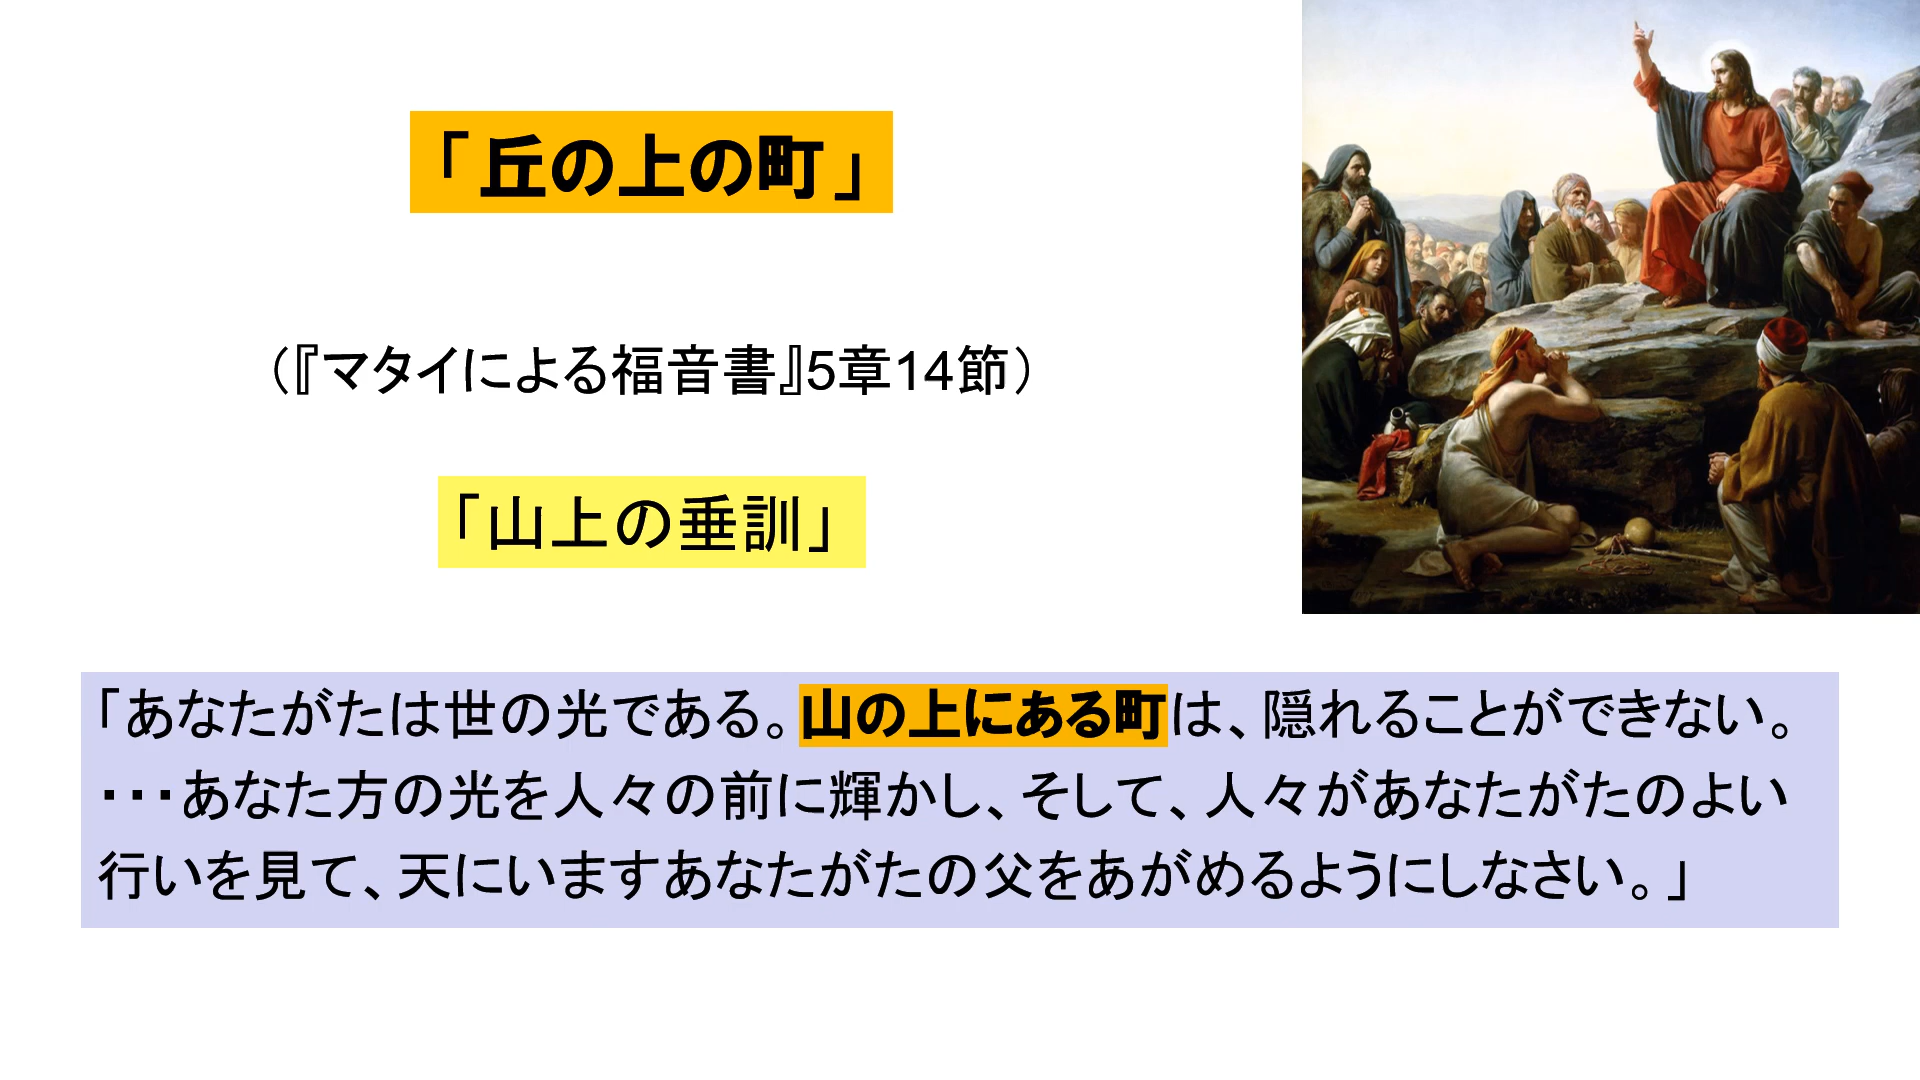 「丘の上の町」
（『マタイによる福音書』5章14節）
「山上の垂訓」
「あなたがたは世の光である。山の上にある町は、隠れることができない。
・・・あなた方の光を人々の前に輝かし、そして、人々があなたがたのよい
行いを見て、天にいますあなたがたの父をあがめるようにしなさい。」